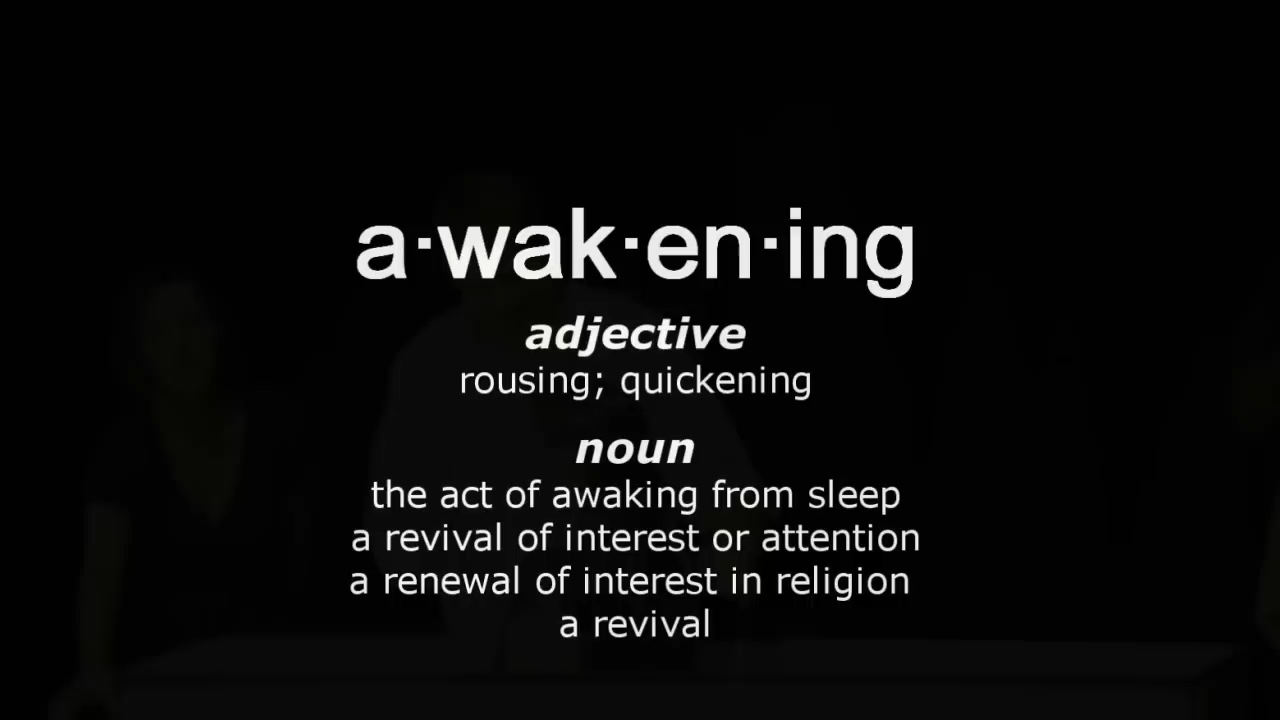 a·wak·en·ing
adjective
rousing; quickening
noun
the act of awaking from sleep
a revival of interest or attention
a renewal of interest in religion
a revival